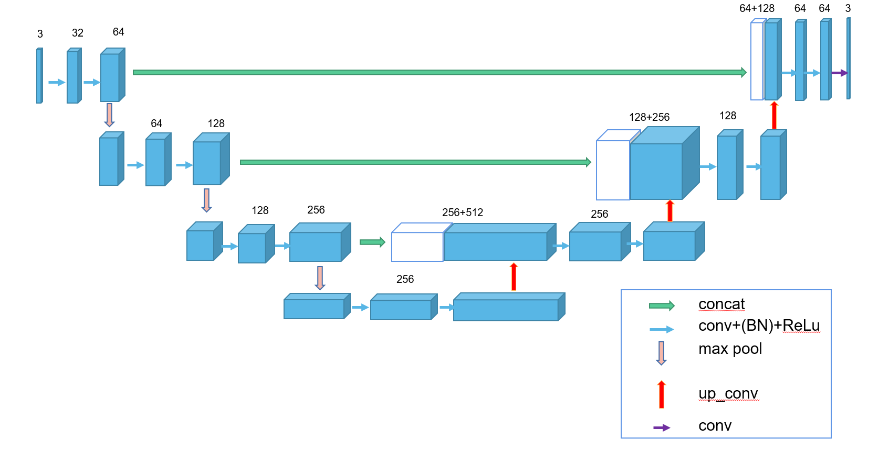 3 32 64
64+128 64 64 3
64 128
128+256 128
128 256
256+512 256
256
concat
conv+(BN)+ReLu
max pool
up_conv
conv